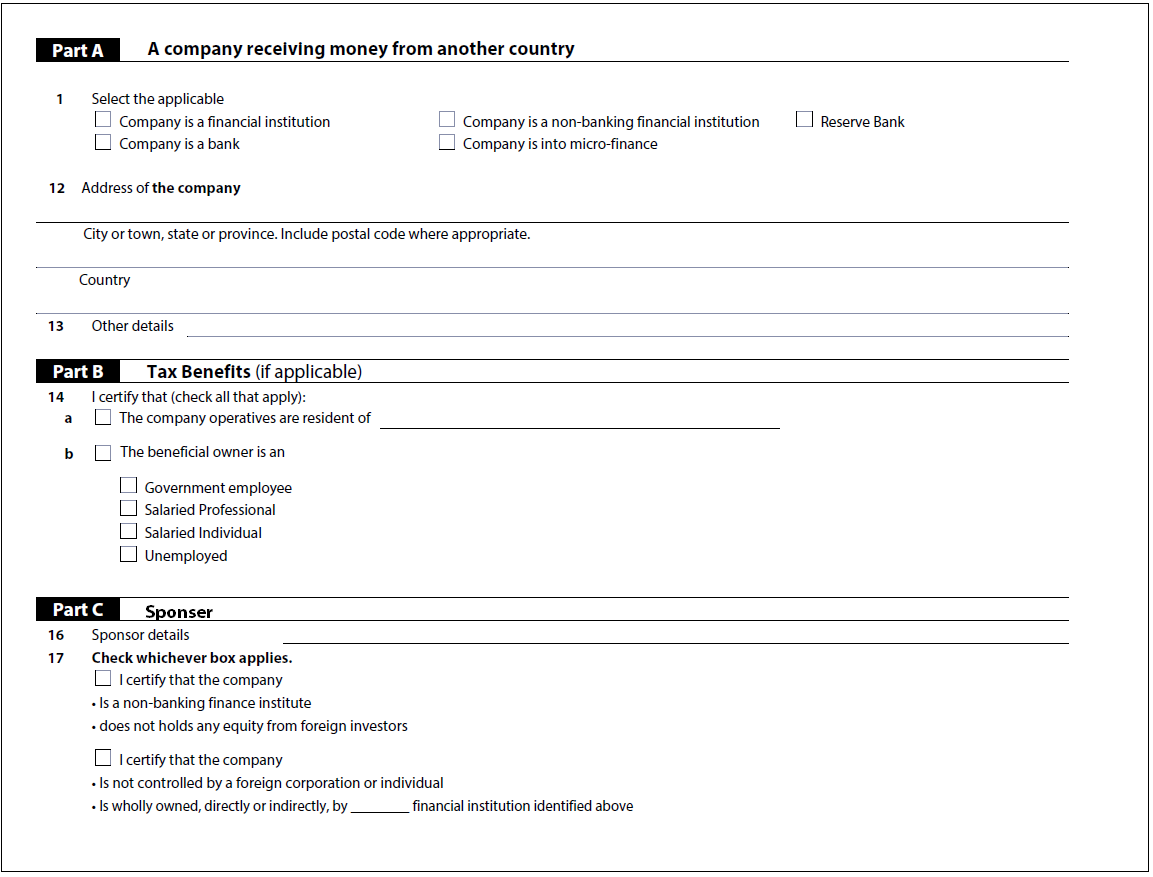 Part A A company receiving money from another country
1 Select the applicable
Company is a financial institution Company is a non-banking financial institution Reserve Bank
Company is a bank Company is into micro-finance
12 Address of the company
City or town, state or province. Include postal code where appropriate.
Country
13 Other details
Part B Tax Benefits (if applicable)
14 I certify that (check all that apply):
a The company operatives are resident of
b The beneficial owner is an
Government employee
Salaried Professional
Salaried Individual
Unemployed
Part C Sponser
16 Sponsor details
17 Check whichever box applies.
I certify that the company
• Is a non-banking finance institute
• does not holds any equity from foreign investors
I certify that the company
• Is not controlled by a foreign corporation or individual
• Is wholly owned, directly or indirectly, by ________ financial institution identified above